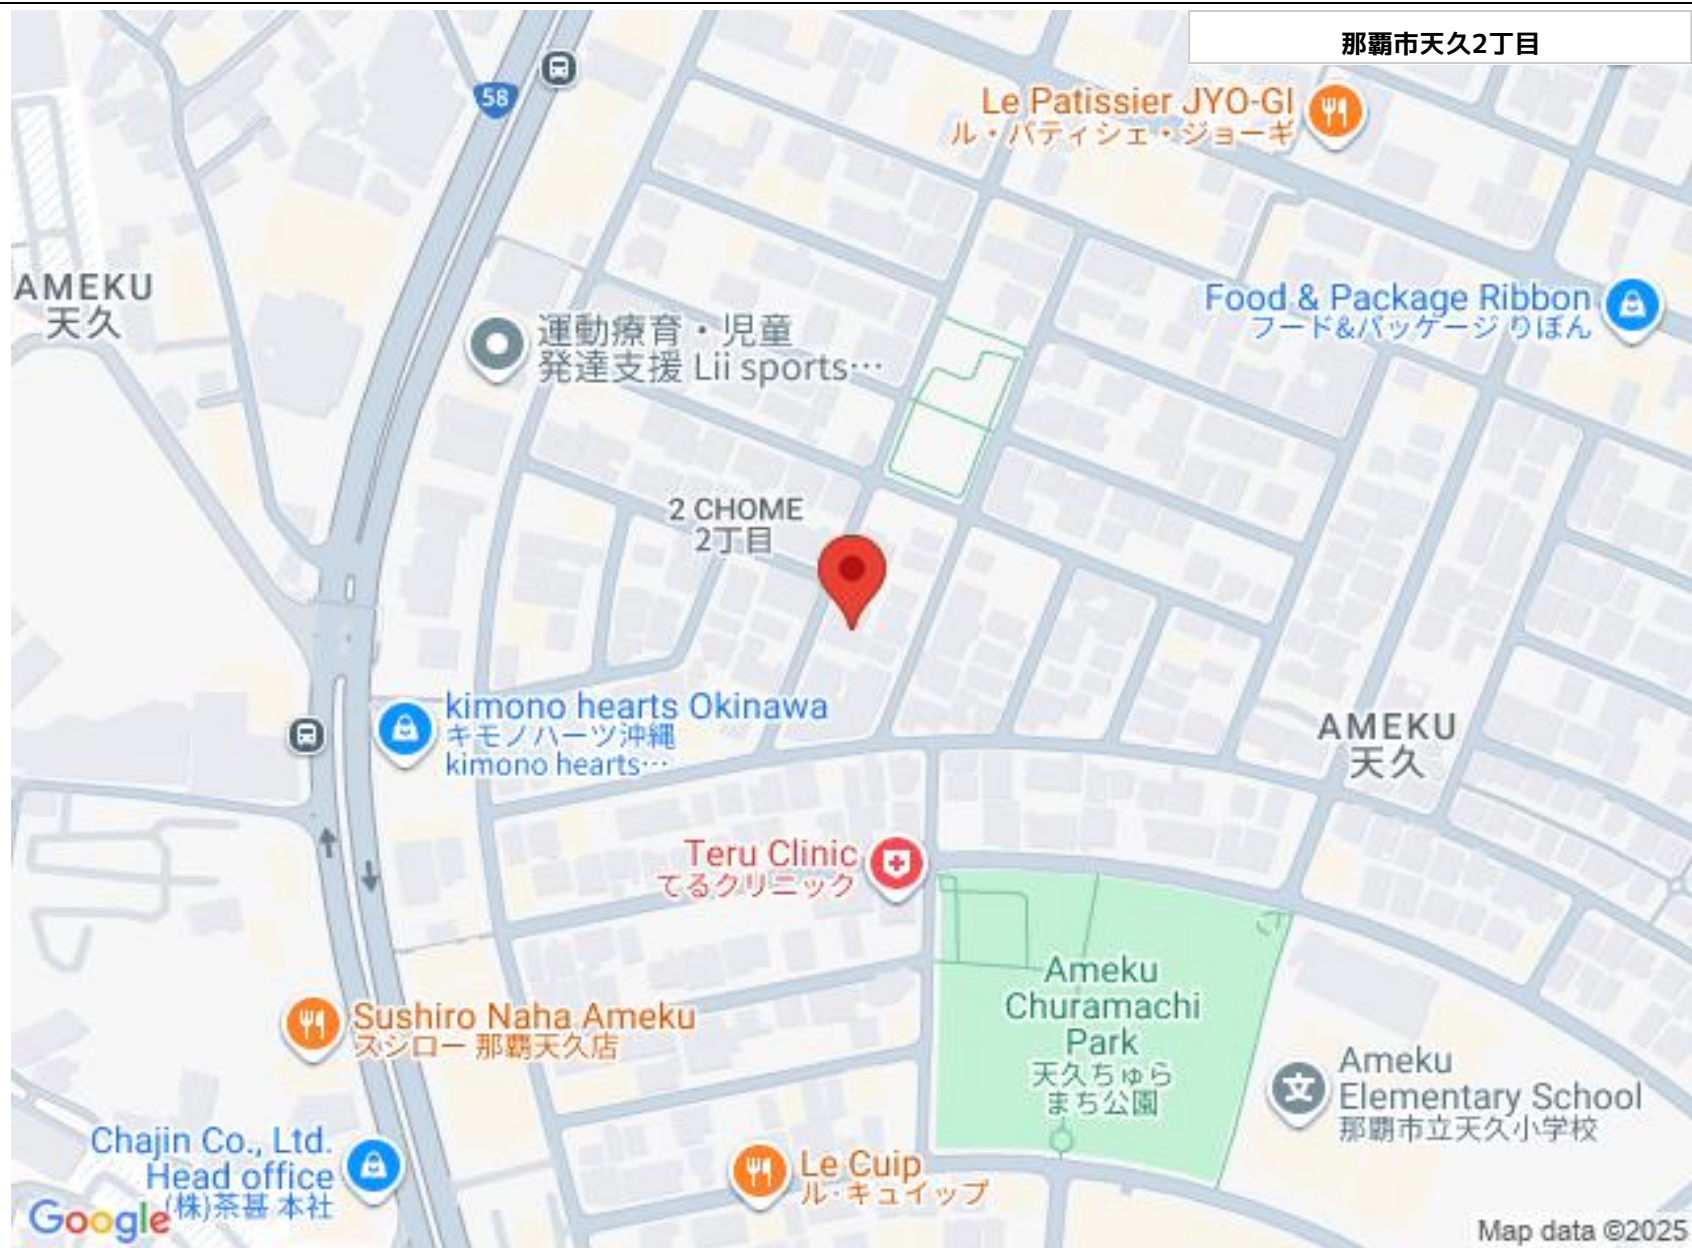 那覇市天久2丁目
58
Le Patissier JYO-GI
ル・パティシェ・ジョーギ
AMEKU
天久
Food & Package Ribbon
フード&パッケージ りぼん
運動療育・児童
発達支援 Lii sports…
2 CHOME
2丁目
kimono hearts Okinawa
キモノハーツ沖縄
kimono hearts…
AMEKU
天久
Teru Clinic
てるクリニック
Ameku
Churamachi
Park
天久ちゅら
まち公園
Sushiro Naha Ameku
スシロー 那覇天久店
Ameku
Elementary School
那覇市立天久小学校
文
Chajin Co., Ltd.
Head office
(株)茶甚 本社
Le Cuip
ル·キュイップ
Google
Map data ©2025